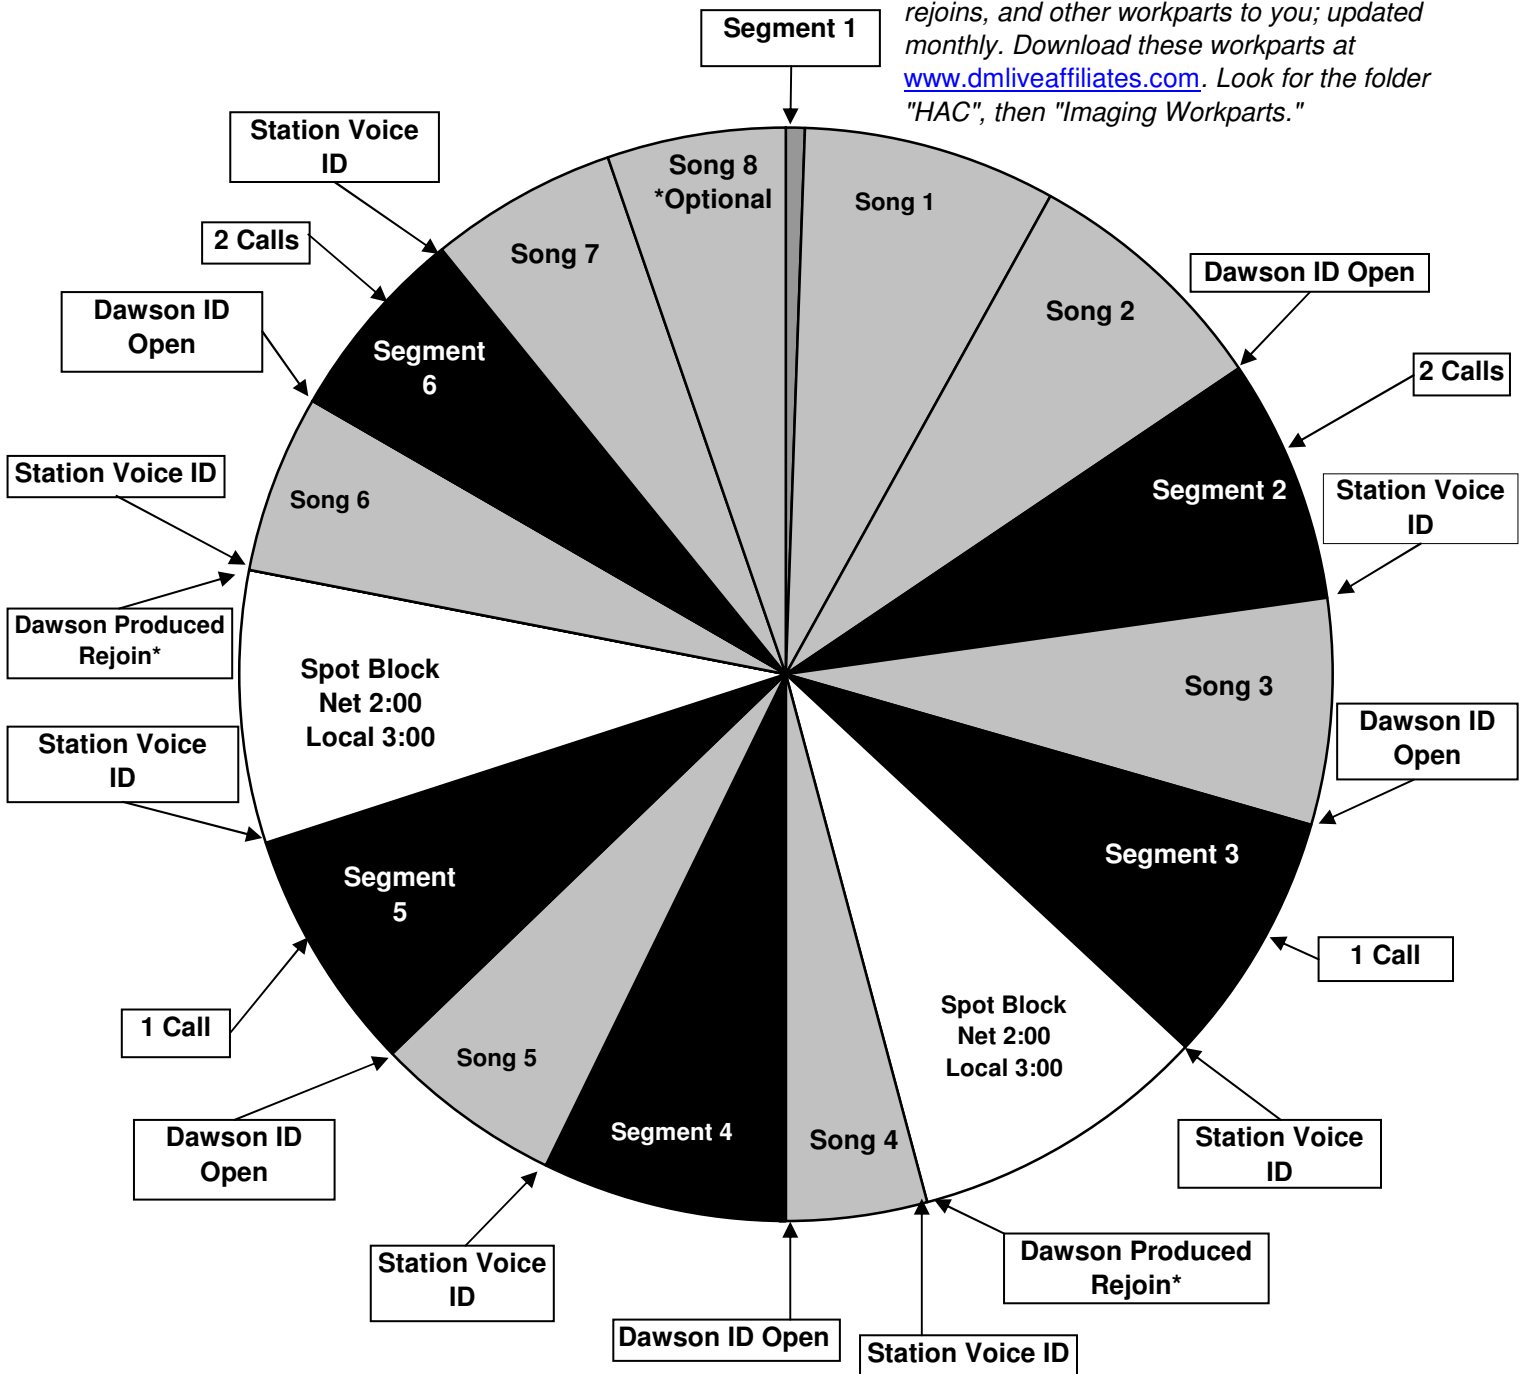 rejoins, and other workparts to you; updated
monthly. Download these workparts at
www.dmliveaffiliates.com. Look for the folder
"HAC", then "Imaging Workparts."
Segment 1
Station Voice
ID
Song 8
*Optional
Song 1
2 Calls
Song 7
Dawson ID Open
Dawson ID
Open
Song 2
Segment
6
2 Calls
Station Voice ID
Song 6
Segment 2
Station Voice
ID
Dawson Produced
Rejoin*
Spot Block
Net 2:00
Local 3:00
Song 3
Station Voice
ID
Dawson ID
Open
Segment
5
Segment 3
1 Call
1 Call
Spot Block
Net 2:00
Local 3:00
Song 5
Dawson ID
Open
Segment 4
Song 4
Station Voice
ID
Station Voice
ID
Dawson Produced
Rejoin*
Dawson ID Open
Station Voice ID